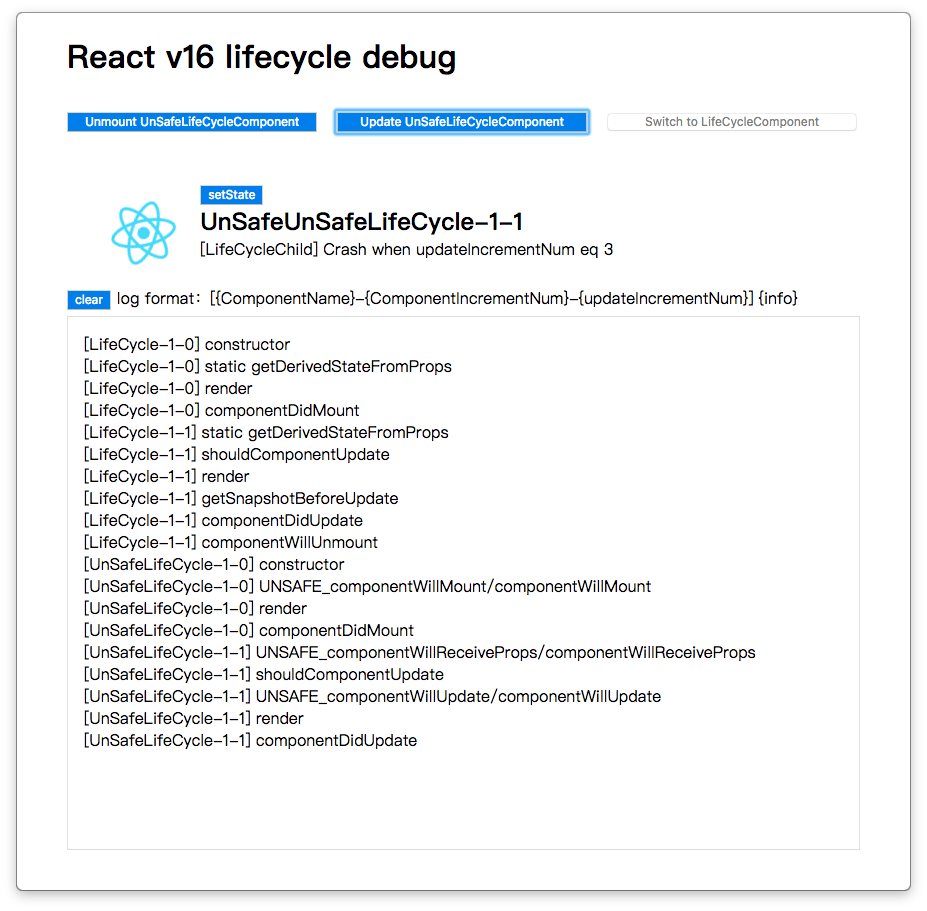 React v16 lifecycle debug
Unmount UnSafeLifeCycleComponent
Update UnSafeLifeCycleComponent
Switch to LifeCycleComponent
setState
UnSafeUnSafeLifeCycle-1-1
[LifeCycleChild] Crash when updateIncrementNum eq 3
clear log format：[{ComponentName}-{ComponentIncrementNum}-{updateIncrementNum}] {info}
[LifeCycle-1-0] constructor
[LifeCycle-1-0] static getDerivedStateFromProps
[LifeCycle-1-0] render
[LifeCycle-1-0] componentDidMount
[LifeCycle-1-1] static getDerivedStateFromProps
[LifeCycle-1-1] shouldComponentUpdate
[LifeCycle-1-1] render
[LifeCycle-1-1] getSnapshotBeforeUpdate
[LifeCycle-1-1] componentDidUpdate
[LifeCycle-1-1] componentWillUnmount
[UnSafeLifeCycle-1-0] constructor
[UnSafeLifeCycle-1-0] UNSAFE_componentWillMount/componentWillMount
[UnSafeLifeCycle-1-0] render
[UnSafeLifeCycle-1-0] componentDidMount
[UnSafeLifeCycle-1-1] UNSAFE_componentWillReceiveProps/componentWillReceiveProps
[UnSafeLifeCycle-1-1] shouldComponentUpdate
[UnSafeLifeCycle-1-1] UNSAFE_componentWillUpdate/componentWillUpdate
[UnSafeLifeCycle-1-1] render
[UnSafeLifeCycle-1-1] componentDidUpdate